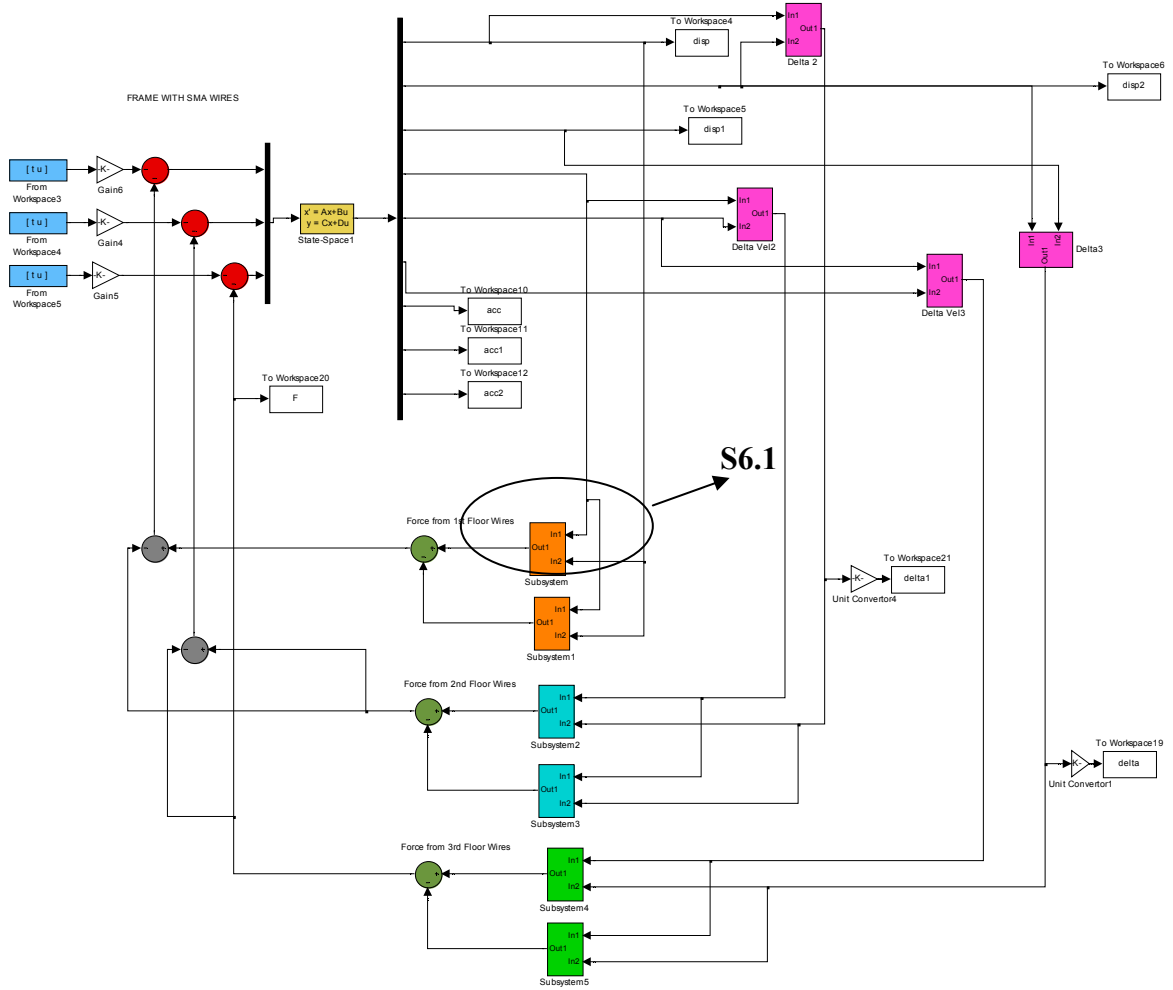 FRAME WITH SMA WIRES
[ t u ]
From
Workspace3
-K-
Gain6
-
[ t u ]
From
Workspace4
-K-
Gain4
-
[ t u ]
From
Workspace5
-K-
Gain5
-
x' = Ax+Bu
y = Cx+Du
State-Space1
To Workspace4
disp
In1
In2
Out1
Delta 2
To Workspace6
disp2
To Workspace5
disp1
In1
In2
Out1
Delta Vel2
In1
In2
Out1
Delta3
In1
In2
Out1
Delta Vel3
To Workspace10
acc
To Workspace11
acc1
To Workspace12
acc2
To Workspace20
F
S6.1
Force from 1st Floor Wires
+
-
In1
In2
Out1
Subsystem
In1
In2
Out1
Subsystem1
To Workspace21
delta1
-K-
Unit Convertor4
- +
- +
Force from 2nd Floor Wires
+
-
In1
In2
Out1
Subsystem2
In1
In2
Out1
Subsystem3
To Workspace19
delta
-K-
Unit Convertor1
Force from 3rd Floor Wires
+
-
In1
In2
Out1
Subsystem4
In1
In2
Out1
Subsystem5